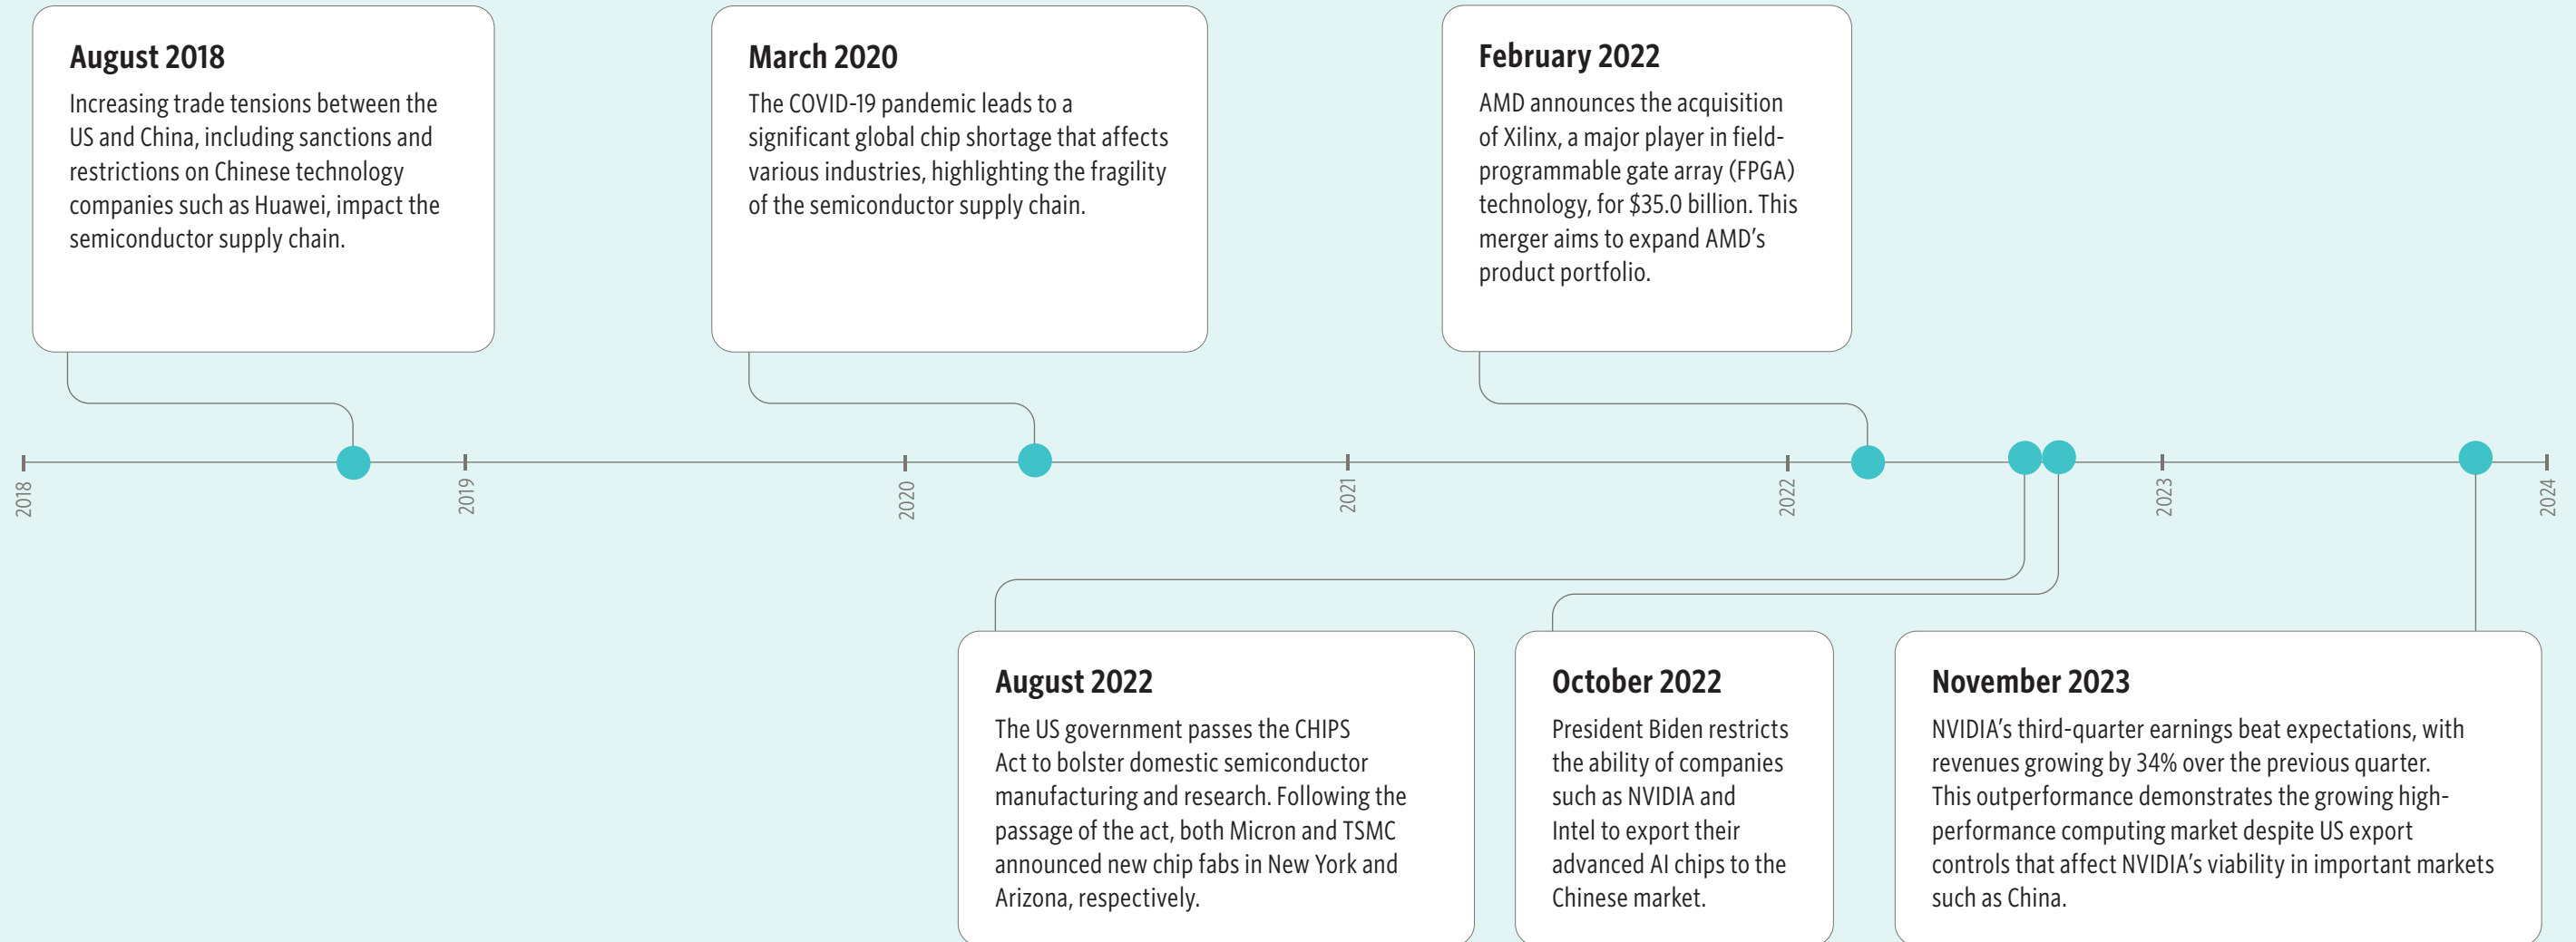 August 2018
Increasing trade tensions between the
US and China, including sanctions and
restrictions on Chinese technology
companies such as Huawei, impact the
semiconductor supply chain.
March 2020
The COVID-19 pandemic leads to a
significant global chip shortage that affects
various industries, highlighting the fragility
of the semiconductor supply chain.
February 2022
AMD announces the acquisition
of Xilinx, a major player in field-
programmable gate array (FPGA)
technology, for $35.0 billion. This
merger aims to expand AMD's
product portfolio.
2018
2019
2020
2021
2022
2023
2024
August 2022
The US government passes the CHIPS
Act to bolster domestic semiconductor
manufacturing and research. Following the
passage of the act, both Micron and TSMC
announced new chip fabs in New York and
Arizona, respectively.
October 2022
President Biden restricts
the ability of companies
such as NVIDIA and
Intel to export their
advanced AI chips to the
Chinese market.
November 2023
NVIDIA's third-quarter earnings beat expectations, with
revenues growing by 34% over the previous quarter.
This outperformance demonstrates the growing high-
performance computing market despite US export
controls that affect NVIDIA's viability in important markets
such as China.